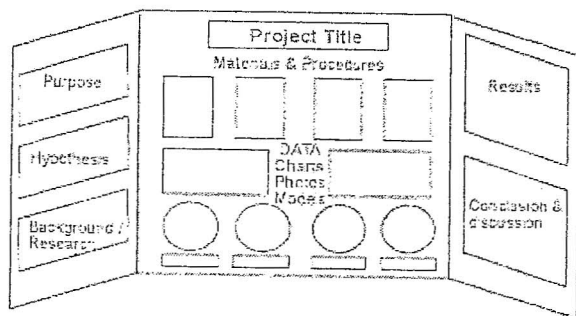 Project Title
Materials & Procedures
Purpose
Hypothesis
Background /
Research
DATA
Charts
Photos
Models
Results
Conclusion &
discussion